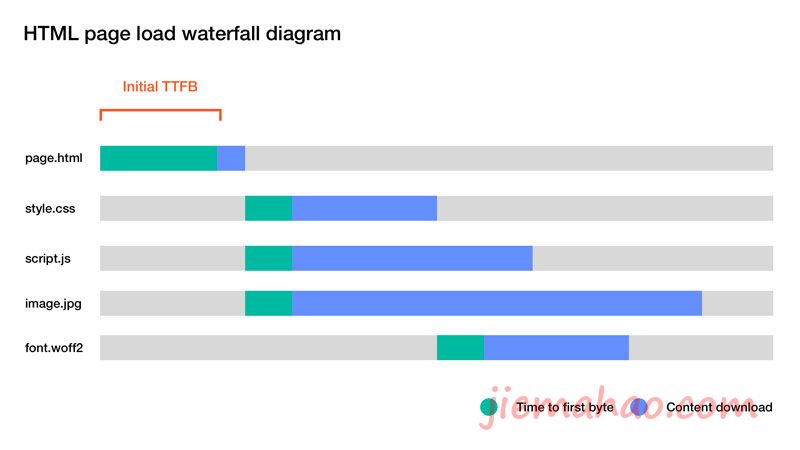 HTML page load waterfall diagram
Initial TTFB
page.html
style.css
script.js
image.jpg
font.woff2
Time to first byte
Content download
jiemahao.com